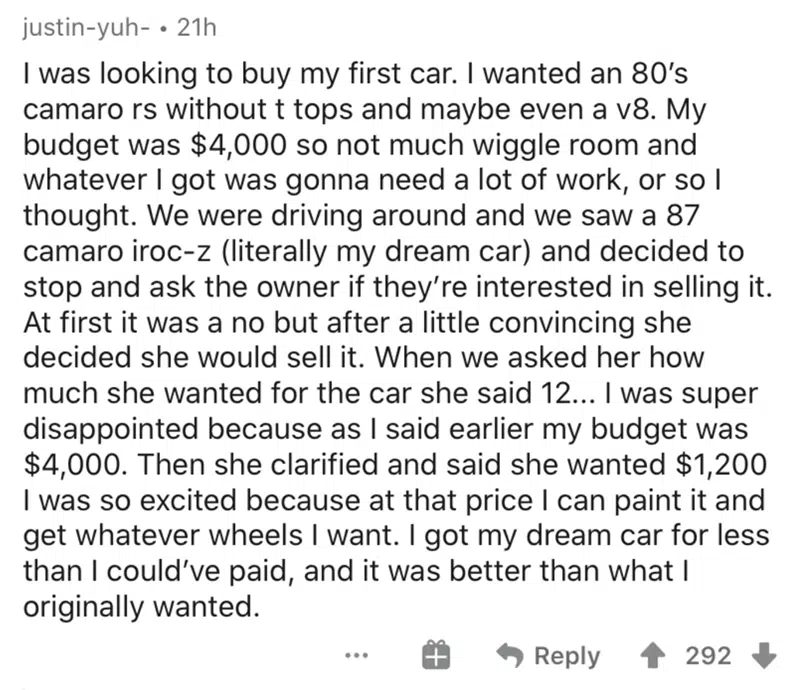 justin-yuh- • 21h
I was looking to buy my first car. I wanted an 80’s
camaro rs without t tops and maybe even a v8. My
budget was $4,000 so not much wiggle room and
whatever I got was gonna need a lot of work, or so I
thought. We were driving around and we saw a 87
camaro iroc-z (literally my dream car) and decided to
stop and ask the owner if they’re interested in selling it.
At first it was a no but after a little convincing she
decided she would sell it. When we asked her how
much she wanted for the car she said 12... I was super
disappointed because as I said earlier my budget was
$4,000. Then she clarified and said she wanted $1,200
I was so excited because at that price I can paint it and
get whatever wheels I want. I got my dream car for less
than I could’ve paid, and it was better than what I
originally wanted.
... Reply 292